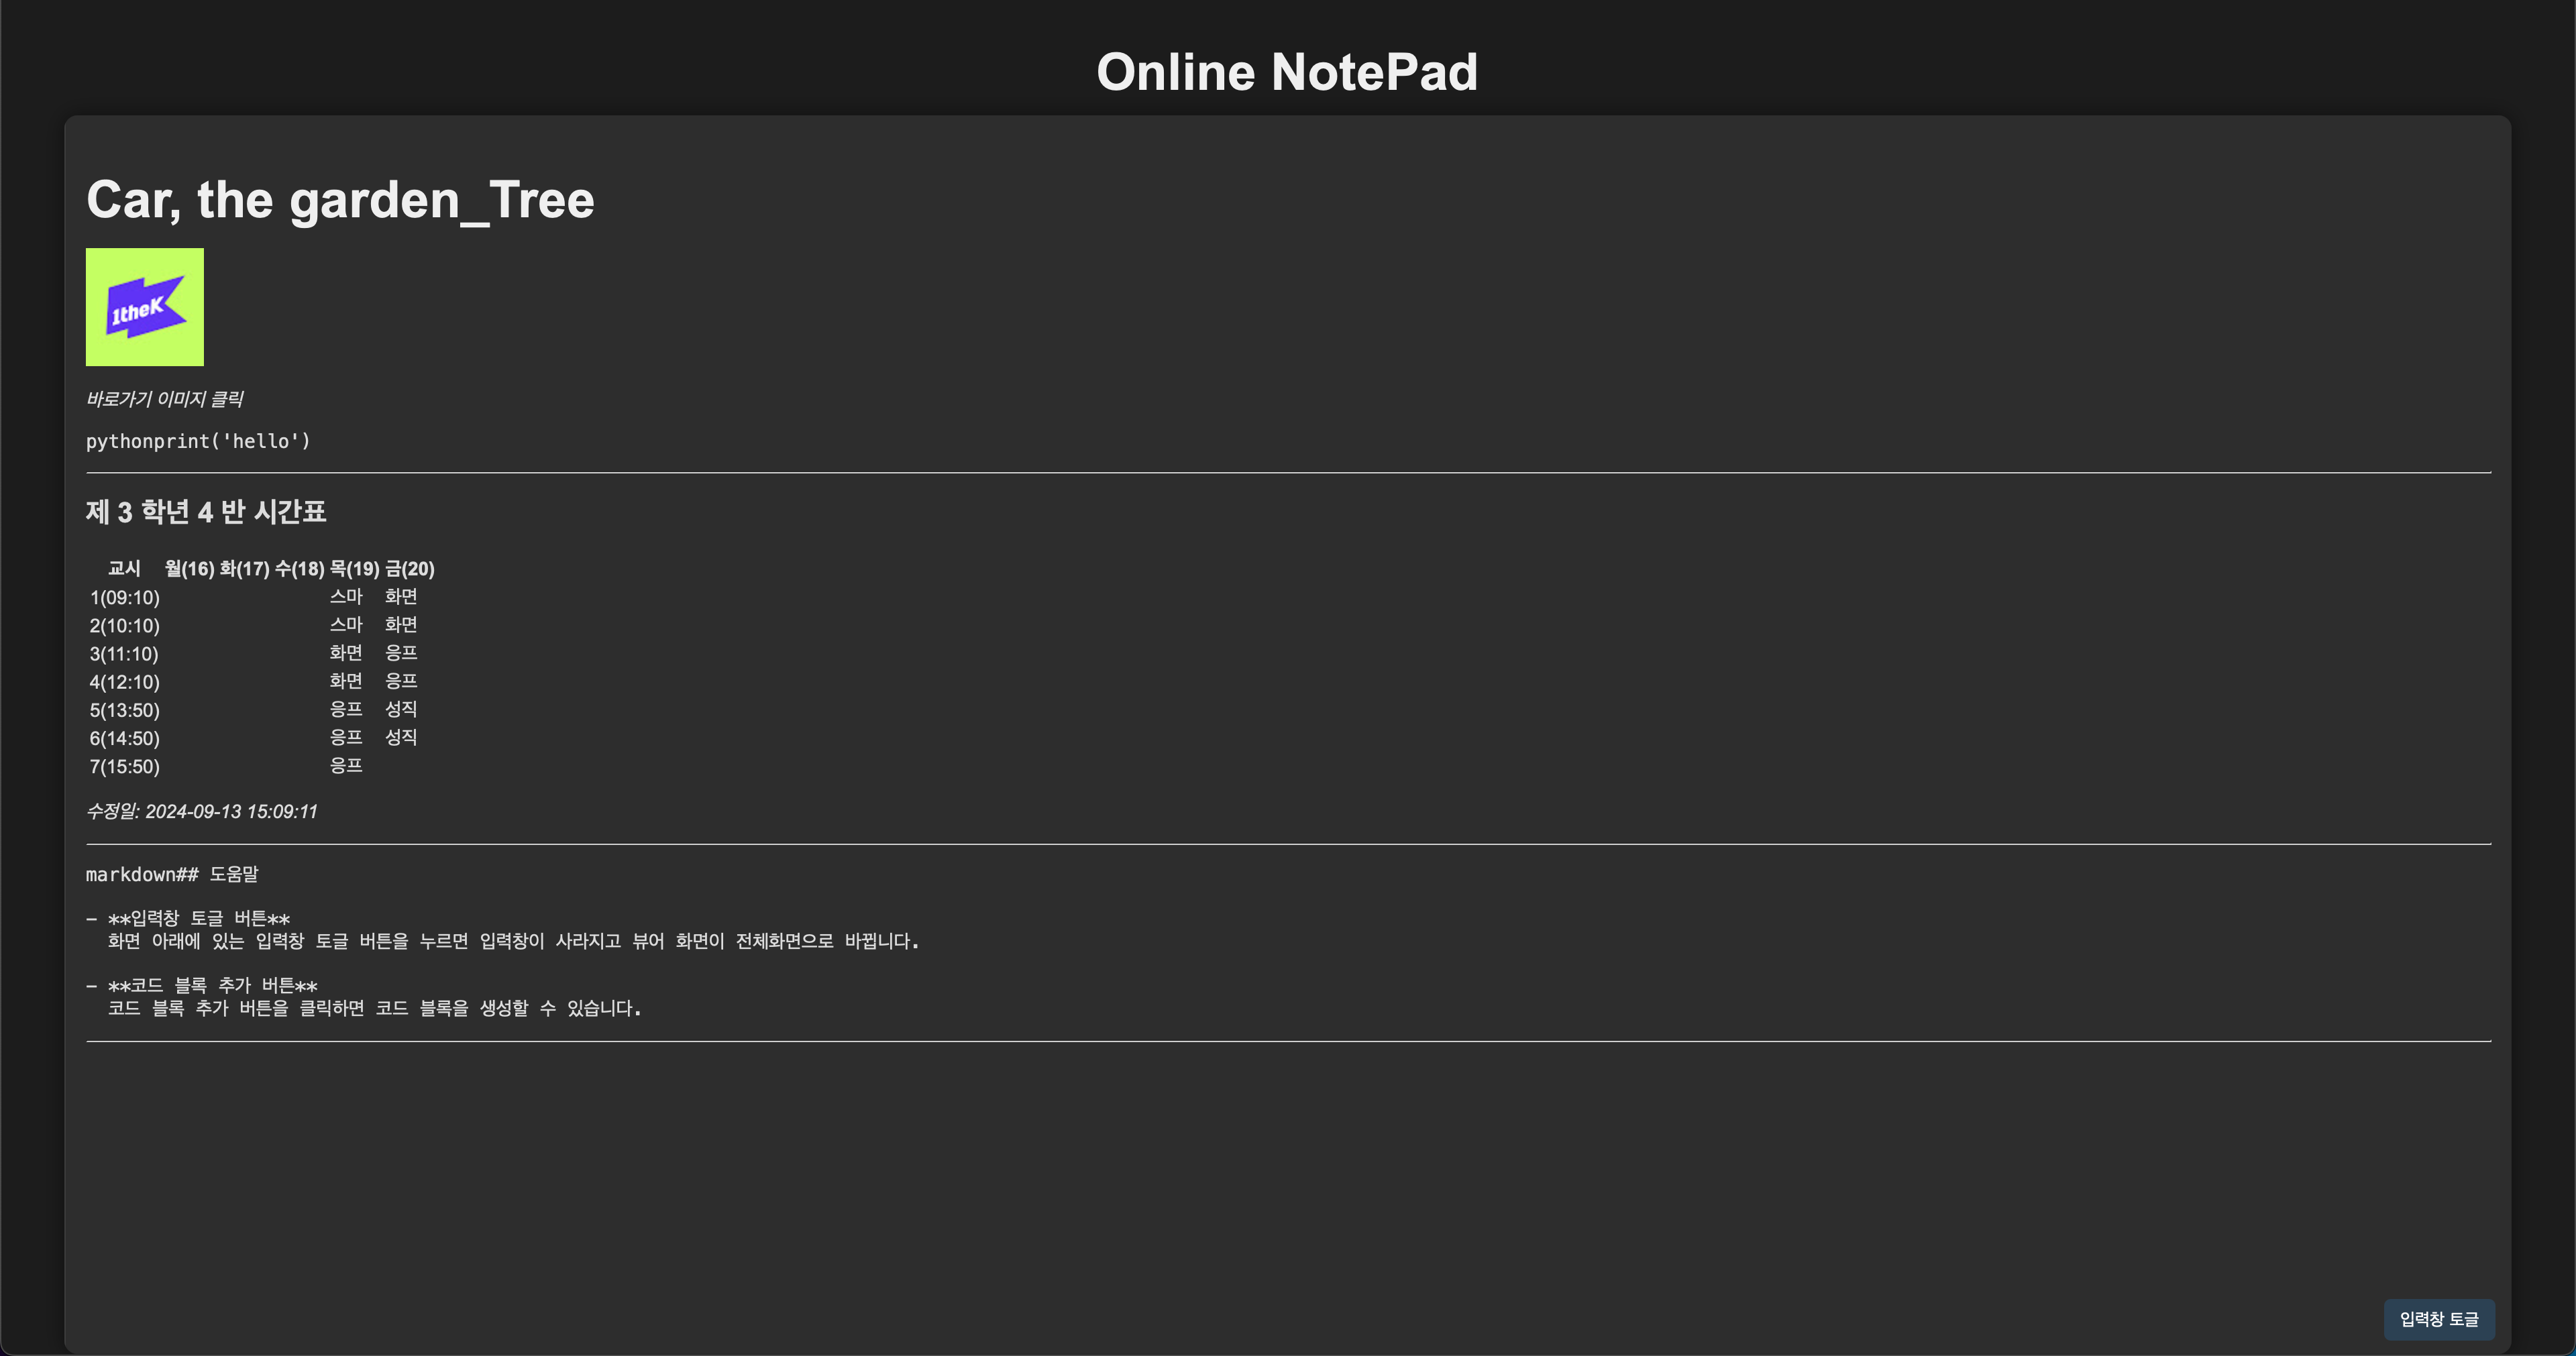 Online NotePad
Car, the garden_Tree
1theK
바로가기 이미지 클릭
pythonprint('hello')
제 3 학년 4 반 시간표
교시 월(16) 화(17) 수(18) 목(19) 금(20)
1(09:10) 스마 화면
2(10:10) 스마 화면
3(11:10) 화면 응프
4(12:10) 화면 응프
5(13:50) 응프 성직
6(14:50) 응프 성직
7(15:50) 응프
수정일: 2024-09-13 15:09:11
markdown## 도움말
- **입력창 토글 버튼**
화면 아래에 있는 입력창 토글 버튼을 누르면 입력창이 사라지고 뷰어 화면이 전체화면으로 바뀝니다.
- **코드 블록 추가 버튼**
코드 블록 추가 버튼을 클릭하면 코드 블록을 생성할 수 있습니다.
입력창 토글